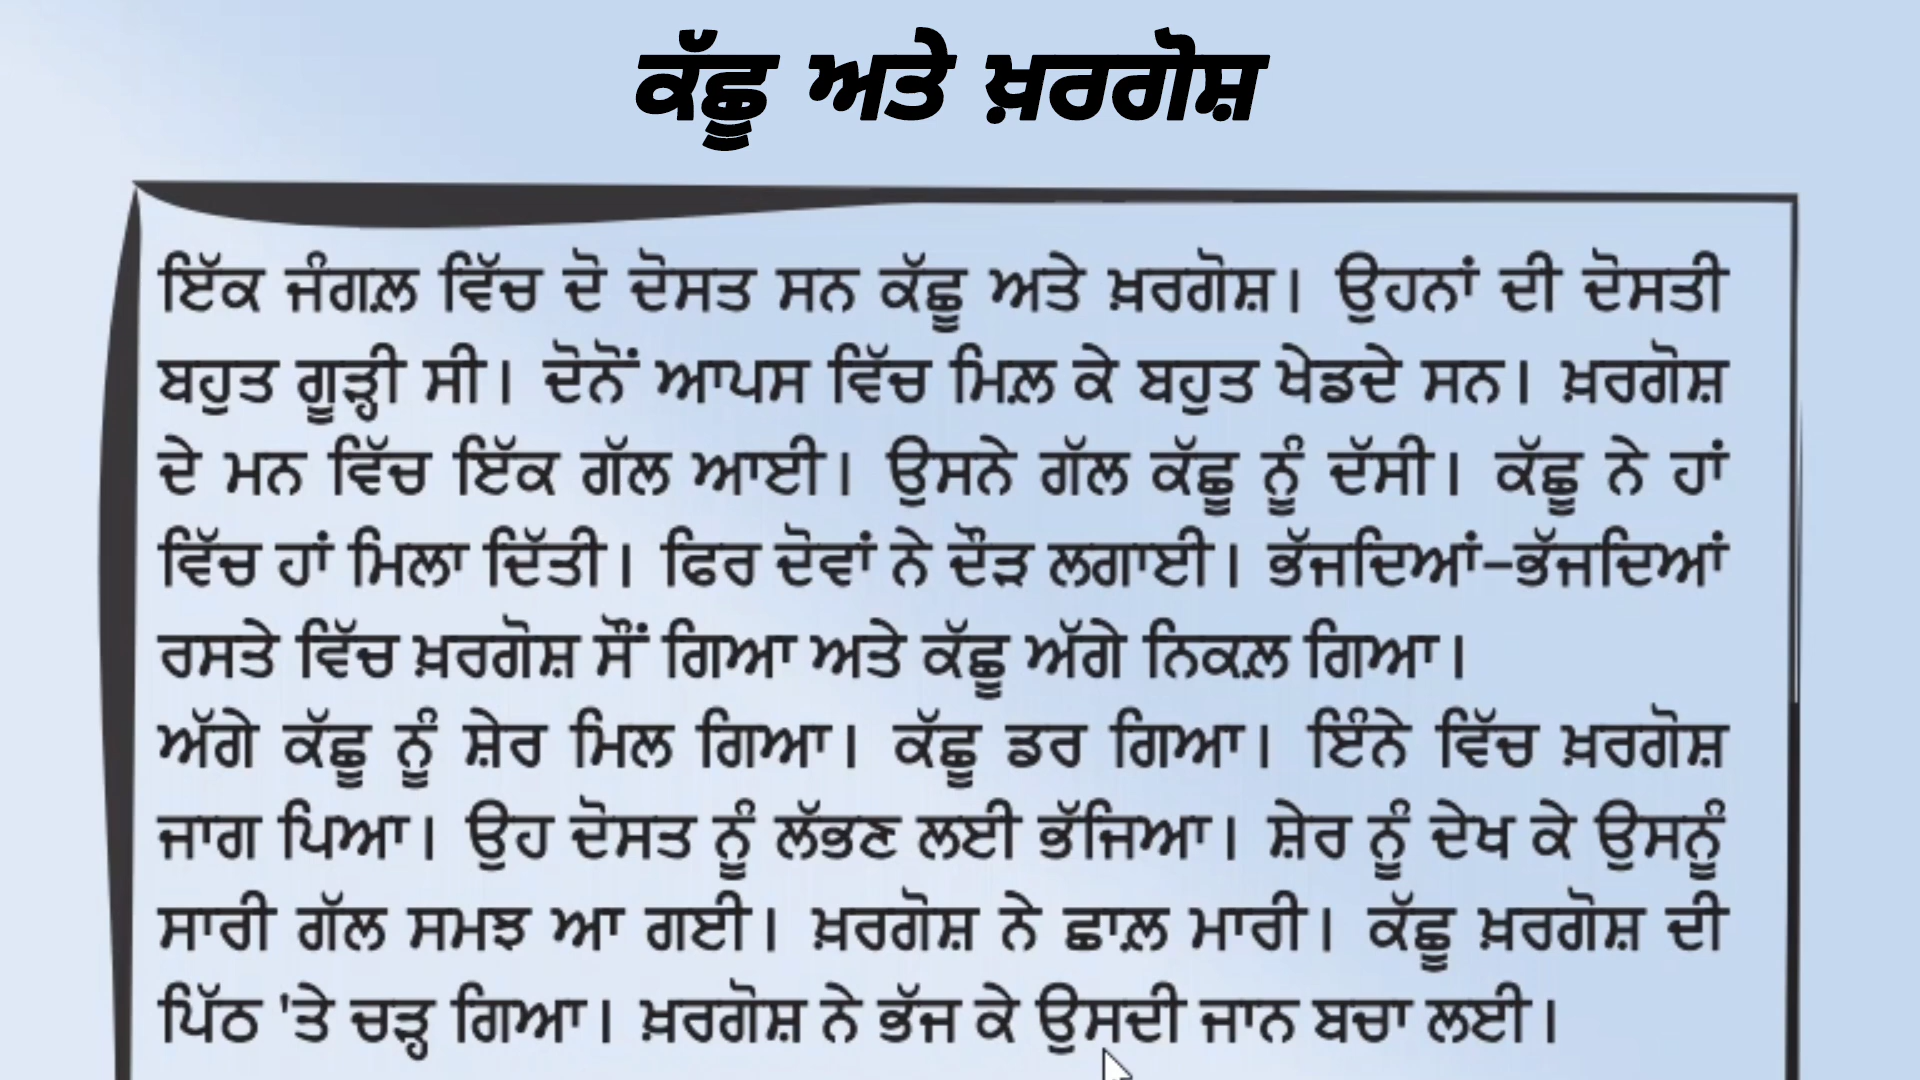 ਕੱਛੂ ਅਤੇ ਖ਼ਰਗੋਸ਼
ਇੱਕ ਜੰਗਲ਼ ਵਿੱਚ ਦੋ ਦੋਸਤ ਸਨ ਕੱਛੂ ਅਤੇ ਖ਼ਰਗੋਸ਼। ਉਹਨਾਂ ਦੀ ਦੋਸਤੀ
ਬਹੁਤ ਗੂੜ੍ਹੀ ਸੀ। ਦੋਨੋਂ ਆਪਸ ਵਿੱਚ ਮਿਲ਼ ਕੇ ਬਹੁਤ ਖੇਡਦੇ ਸਨ। ਖ਼ਰਗੋਸ਼
ਦੇ ਮਨ ਵਿੱਚ ਇੱਕ ਗੱਲ ਆਈ। ਉਸਨੇ ਗੱਲ ਕੱਛੂ ਨੂੰ ਦੱਸੀ। ਕੱਛੂ ਨੇ ਹਾਂ
ਵਿੱਚ ਹਾਂ ਮਿਲਾ ਦਿੱਤੀ। ਫਿਰ ਦੋਵਾਂ ਨੇ ਦੌੜ ਲਗਾਈ। ਭੱਜਦਿਆਂ-ਭੱਜਦਿਆਂ
ਰਸਤੇ ਵਿੱਚ ਖ਼ਰਗੋਸ਼ ਸੌਂ ਗਿਆ ਅਤੇ ਕੱਛੂ ਅੱਗੇ ਨਿਕਲ਼ ਗਿਆ।
ਅੱਗੇ ਕੱਛੂ ਨੂੰ ਸ਼ੇਰ ਮਿਲ ਗਿਆ। ਕੱਛੂ ਡਰ ਗਿਆ। ਇੰਨੇ ਵਿੱਚ ਖ਼ਰਗੋਸ਼
ਜਾਗ ਪਿਆ। ਉਹ ਦੋਸਤ ਨੂੰ ਲੱਭਣ ਲਈ ਭੱਜਿਆ। ਸ਼ੇਰ ਨੂੰ ਦੇਖ ਕੇ ਉਸਨੂੰ
ਸਾਰੀ ਗੱਲ ਸਮਝ ਆ ਗਈ। ਖ਼ਰਗੋਸ਼ ਨੇ ਛਾਲ਼ ਮਾਰੀ। ਕੱਛੂ ਖ਼ਰਗੋਸ਼ ਦੀ
ਪਿੱਠ 'ਤੇ ਚੜ੍ਹ ਗਿਆ। ਖ਼ਰਗੋਸ਼ ਨੇ ਭੱਜ ਕੇ ਉਸਦੀ ਜਾਨ ਬਚਾ ਲਈ।